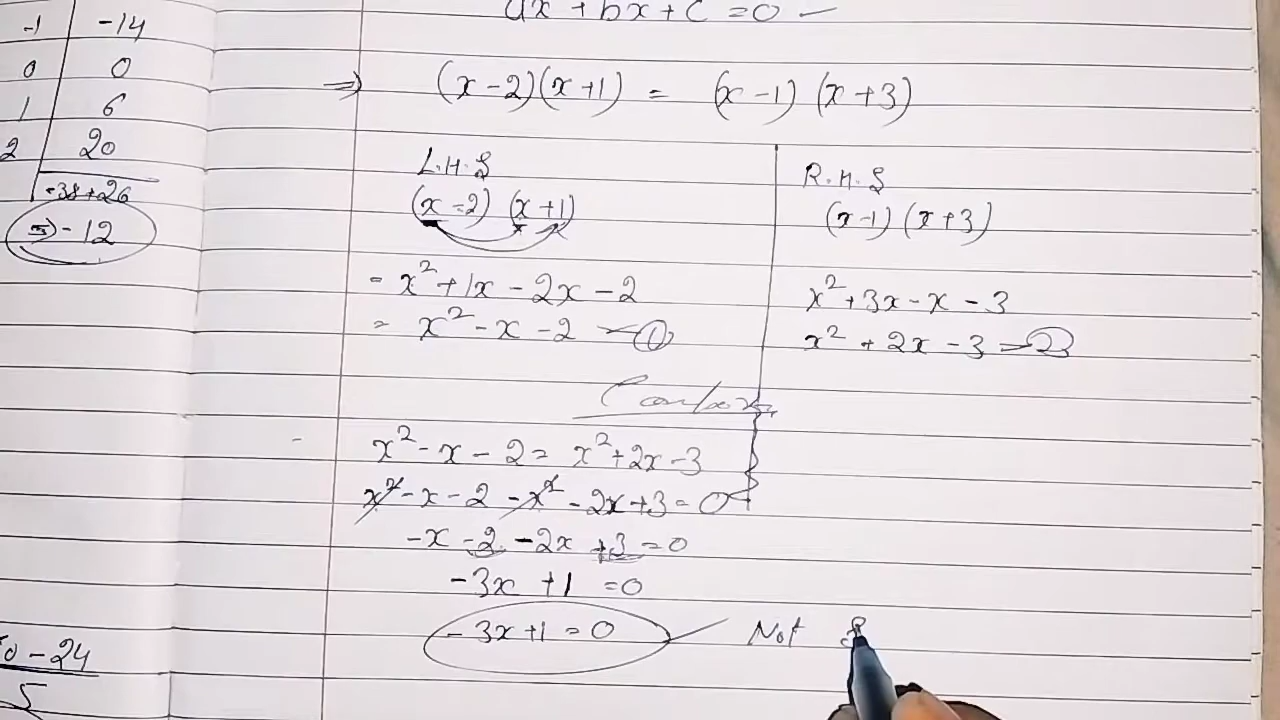 -1 -14
0 0
1 6
2 20
-38+26
⇒ -12
-24
5
ax + bx + c = 0
⇒ (x-2)(x+1) = (x-1)(x+3)
L.H.S
(x-2)(x+1)
= x²+1x-2x-2
= x²-x-2 —①
R.H.S
(x-1)(x+3)
x²+3x-x-3
x²+2x-3 —②
x²-x-2 = x²+2x-3
x²-x-2-x²-2x+3=0
-x-2-2x+3=0
-3x+1=0
-3x+1=0 Not